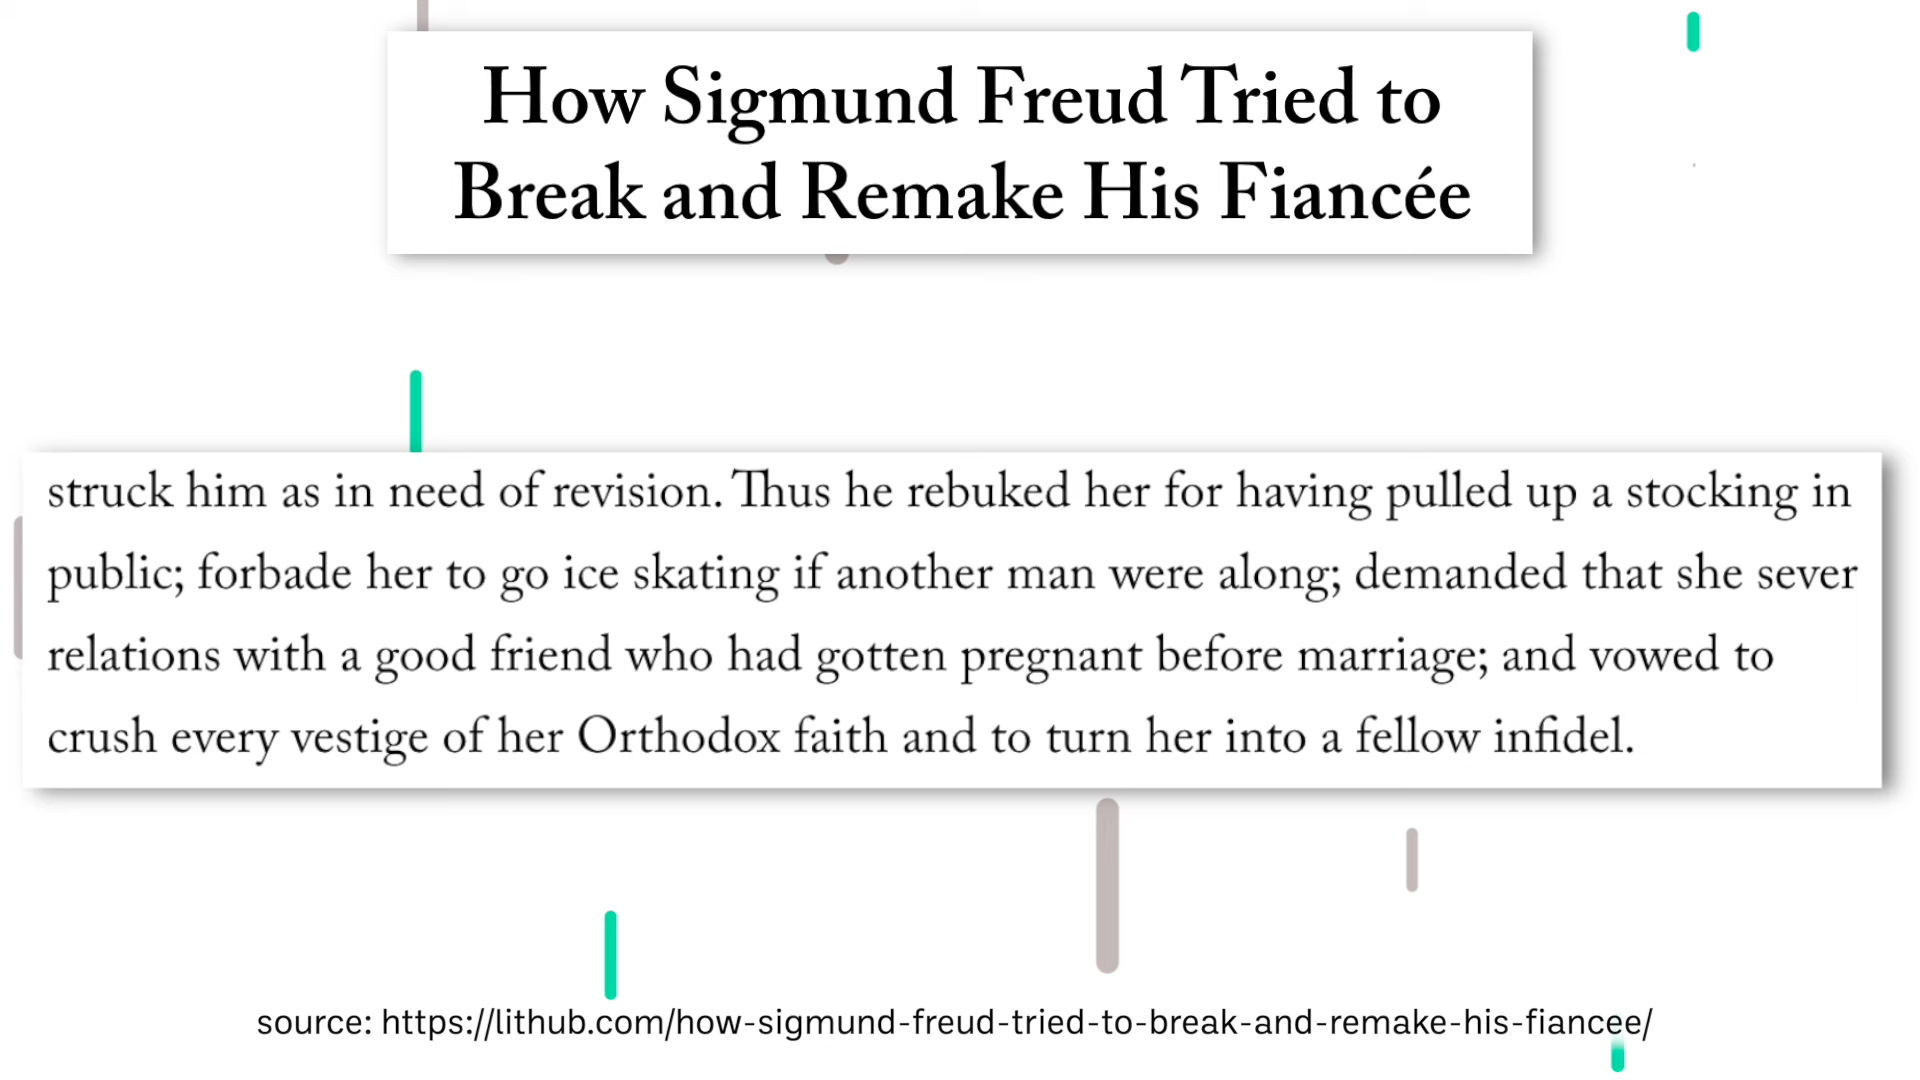 How Sigmund Freud Tried to
Break and Remake His Fiancée
struck him as in need of revision. Thus he rebuked her for having pulled up a stocking in
public; forbade her to go ice skating if another man were along; demanded that she sever
relations with a good friend who had gotten pregnant before marriage; and vowed to
crush every vestige of her Orthodox faith and to turn her into a fellow infidel.
source: https://lithub.com/how-sigmund-freud-tried-to-break-and-remake-his-fiancee/